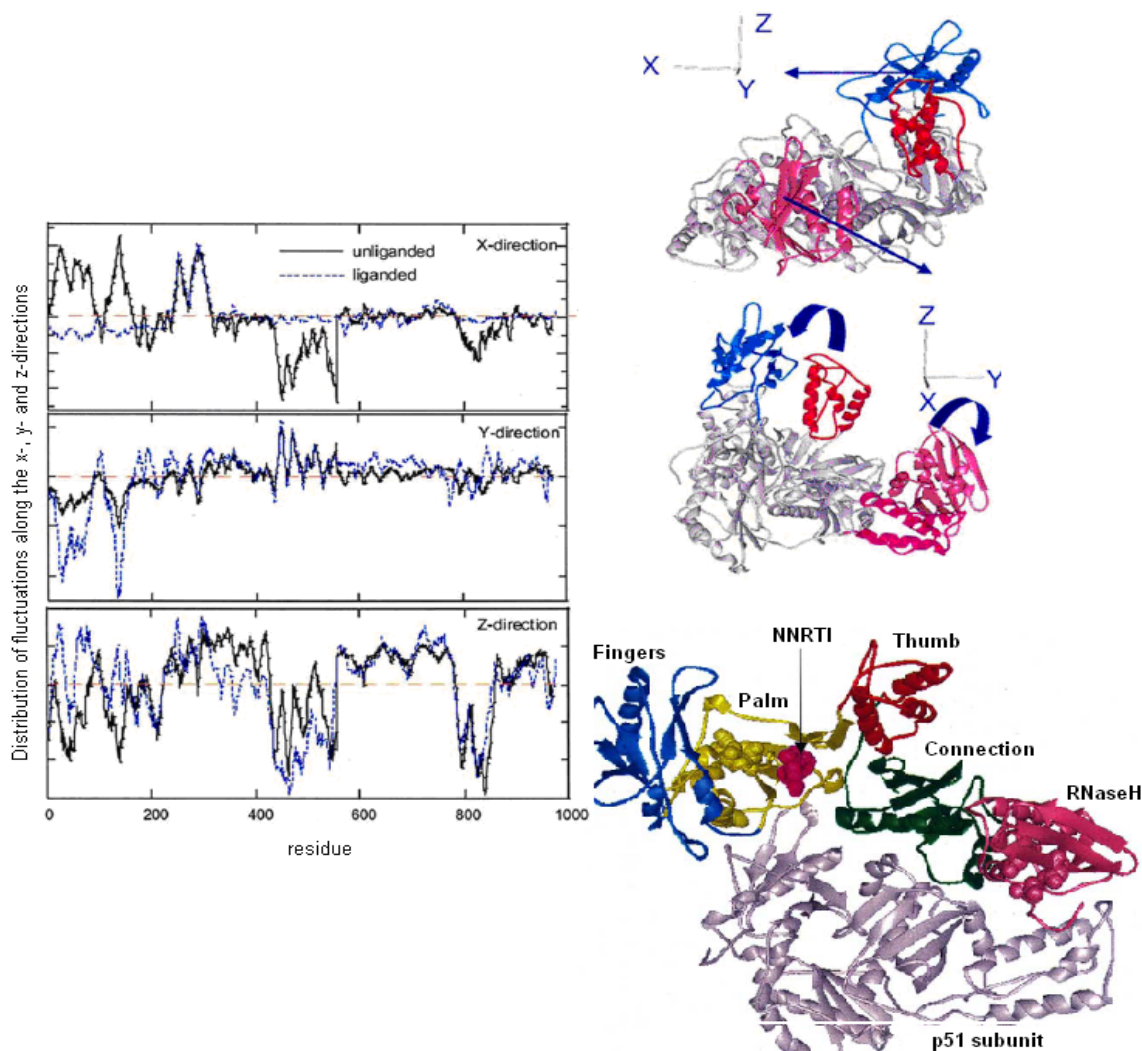 Z
X
Y
Distribution of fluctuations along the x-, y- and z-directions
unliganded
liganded
X-direction
Y-direction
Z-direction
0
200
400
600
800
1000
residue
Z
Y
X
NNRTI
Thumb
Fingers
Palm
Connection
RNaseH
p51 subunit